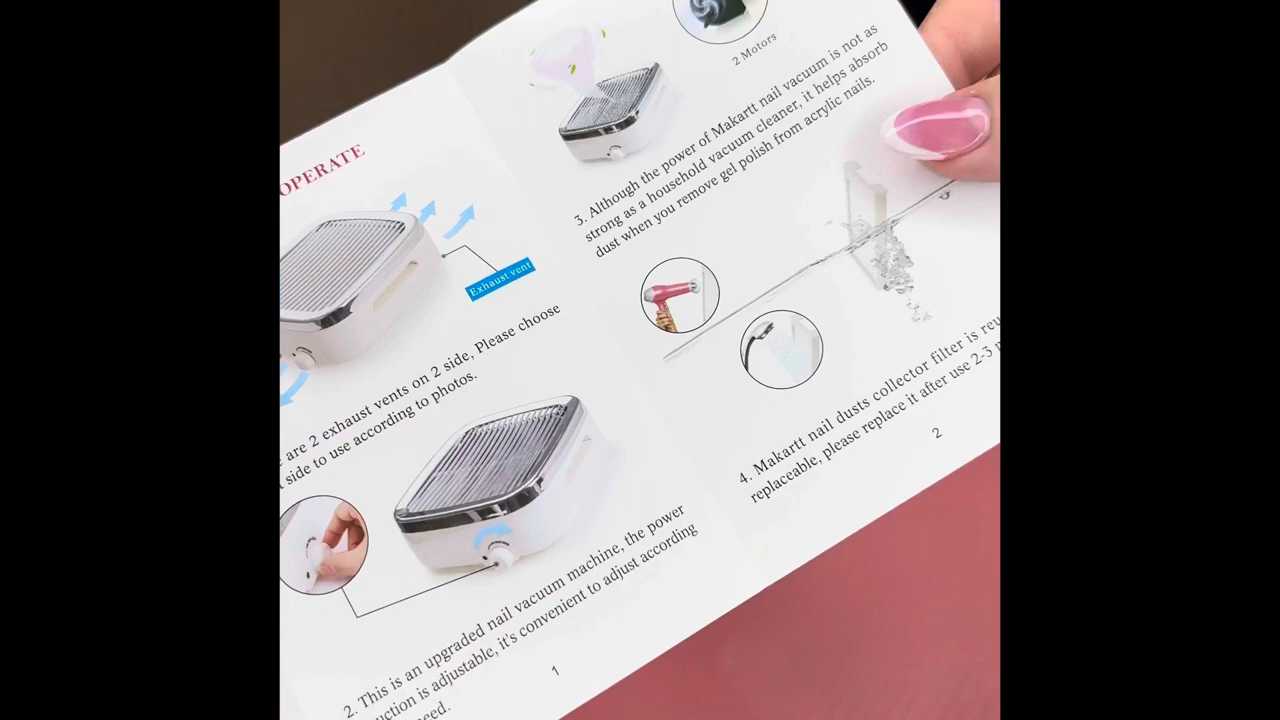 OPERATE
Exhaust vent
are 2 exhaust vents on 2 side, Please choose
side to use according to photos.
2. This is an upgraded nail vacuum machine, the power
is adjustable, it's convenient to adjust according
1
2 Motors
3. Although the power of Makartt nail vacuum is not as
strong as a household vacuum cleaner, it helps absorb
dust when you remove gel polish from acrylic nails.
4. Makartt nail dusts collector filter is
replaceable, please replace it after use 2-3
2